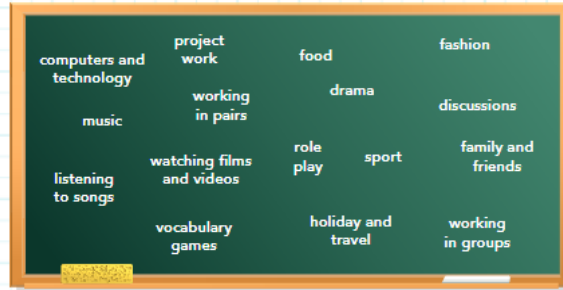 computers and
technology
project
work
food
fashion
music
working
in pairs
drama
discussions
listening
to songs
watching films
and videos
role
play
sport
family and
friends
vocabulary
games
holiday and
travel
working
in groups